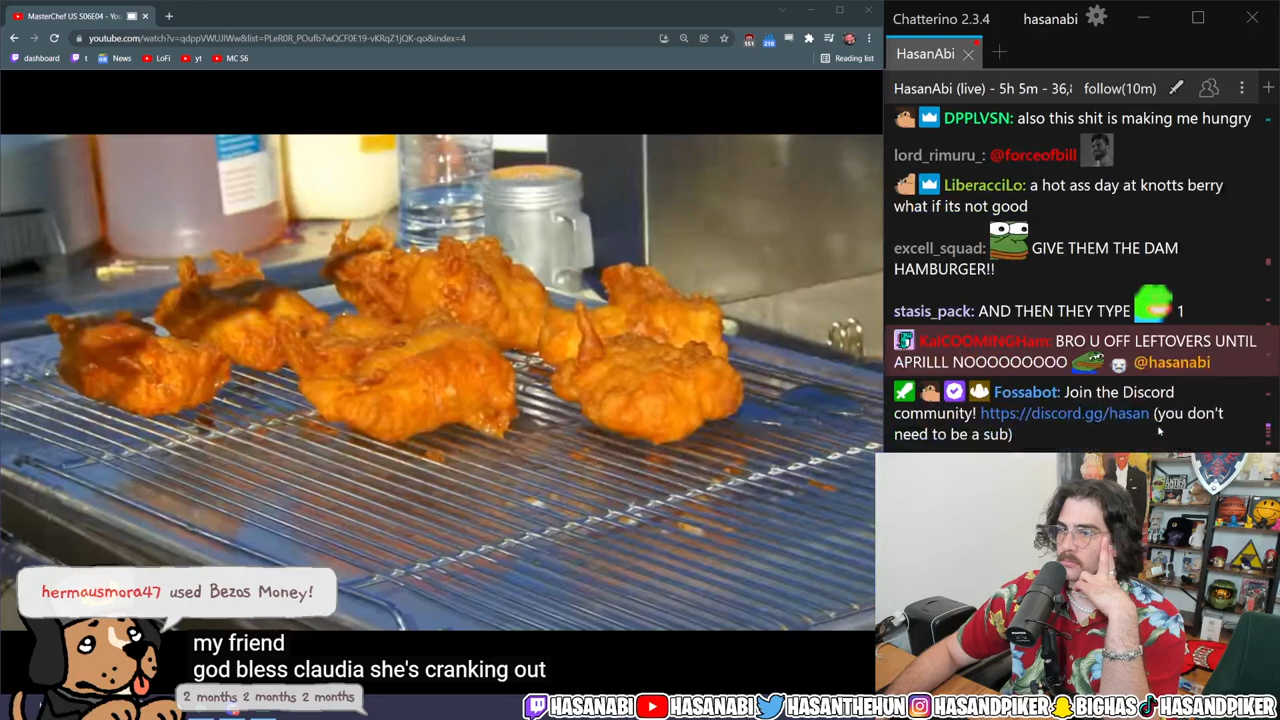 MasterChef US S06E04 - You
youtube.com/watch?v=qdppVWUJlWw&list=PLeR0R_POufb7wQCF0E19-vKRqZ1jQK-qo&index=4
151
210
dashboard
t
News
LoFi
yt
MC S6
Reading list
Chatterino 2.3.4
hasanabi
HasanAbi
HasanAbi (live) - 5h 5m - 36,
follow(10m)
DPPLVSN: also this shit is making me hungry
lord_rimuru_: @forceofbill
LiberacciLo: a hot ass day at knotts berry
what if its not good
excell_squad: GIVE THEM THE DAM
HAMBURGER!!
stasis_pack: AND THEN THEY TYPE 1
KalCOOMINGHam: BRO U OFF LEFTOVERS UNTIL
APRILLL NOOOOOOOOO @hasanabi
Fossabot: Join the Discord
community! https://discord.gg/hasan (you don't
need to be a sub)
hermausmora47 used Bezos Money!
my friend
god bless claudia she's cranking out
2 months 2 months 2 months
HASANABI HASANABI HASANTHEHUN HASANDPIKER BIGHAS HASANDPIKER